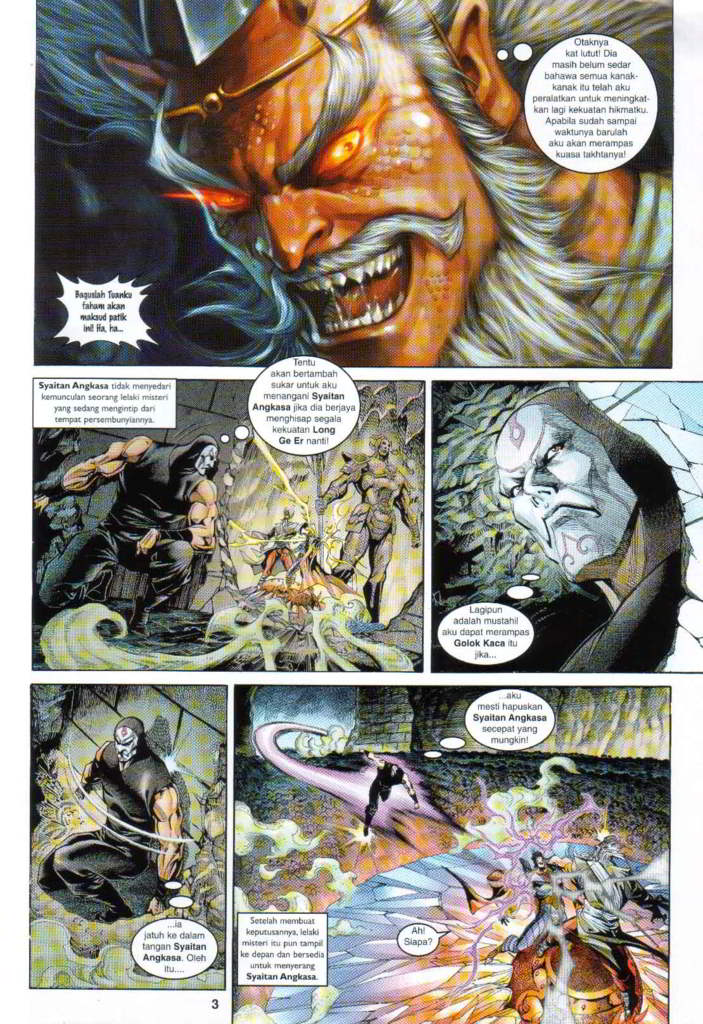 Otaknya
kat lutut! Dia
masih belum sedar
bahawa semua kanak-
kanak itu telah aku
peralatkan untuk meningkat-
kan lagi kekuatan hikmatku.
Apabila sudah sampai
waktunya barulah
aku akan merampas
kuasa takhtanya!
Baguslah Tuanku
faham akan
maksud patik
ini! Ha, ha...
Syaitan Angkasa tidak menyedari
kemunculan seorang lelaki misteri
yang sedang mengintip dari
tempat persembunyiannya.
Tentu
akan bertambah
sukar untuk aku
menangani Syaitan
Angkasa jika dia berjaya
menghisap segala
kekuatan Long
Ge Er nanti!
Lagipun
adalah mustahil
aku dapat merampas
Golok Kaca itu
jika...
...ia
jatuh ke dalam
tangan Syaitan
Angkasa. Oleh
itu....
...aku
mesti hapuskan
Syaitan Angkasa
secepat yang
mungkin!
Setelah membuat
keputusannya, lelaki
misteri itu pun tampil
ke depan dan bersedia
untuk menyerang
Syaitan Angkasa.
Ah!
Siapa?
3